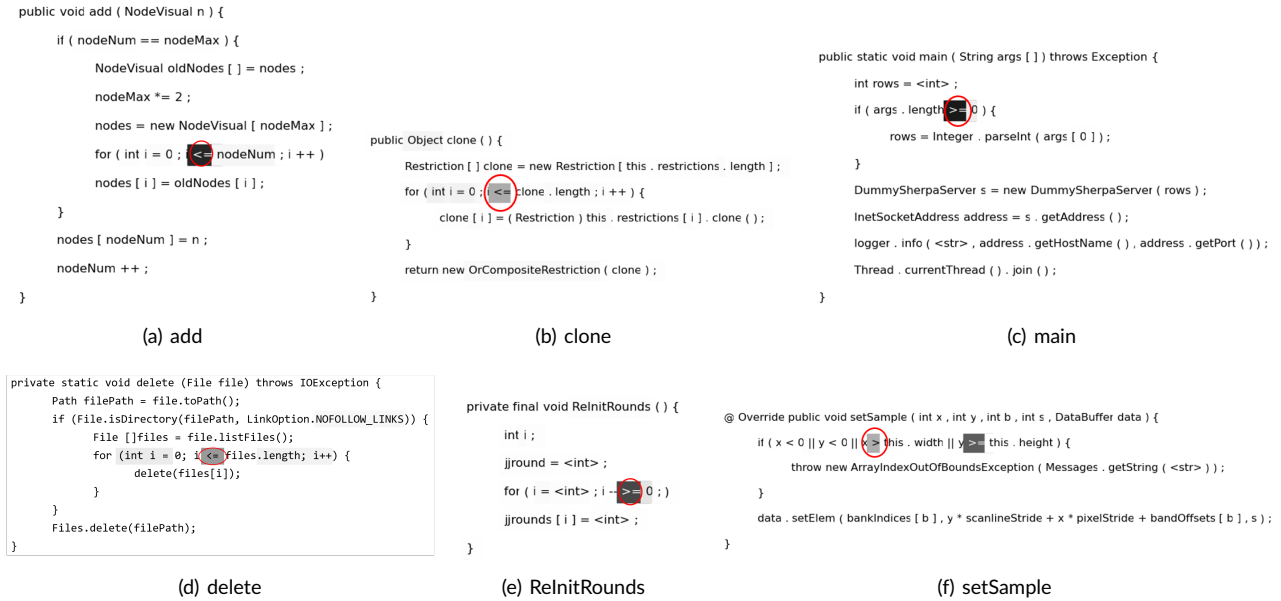 public void add ( NodeVisual n ) {
if ( nodeNum == nodeMax ) {
NodeVisual oldNodes [ ] = nodes ;
nodeMax *= 2 ;
nodes = new NodeVisual [ nodeMax ] ;
for ( int i = 0 ; i <= nodeNum ; i ++ )
nodes [ i ] = oldNodes [ i ] ;
}
nodes [ nodeNum ] = n ;
nodeNum ++ ;
}
(a) add
public Object clone ( ) {
Restriction [ ] clone = new Restriction [ this . restrictions . length ] ;
for ( int i = 0 ; i <= clone . length ; i ++ ) {
clone [ i ] = ( Restriction ) this . restrictions [ i ] . clone ( ) ;
}
return new OrCompositeRestriction ( clone ) ;
}
(b) clone
public static void main ( String args [ ] ) throws Exception {
int rows = <int> ;
if ( args . length >= 0 ) {
rows = Integer . parseInt ( args [ 0 ] ) ;
}
DummySherpaServer s = new DummySherpaServer ( rows ) ;
InetSocketAddress address = s . getAddress ( ) ;
logger . info ( <str> , address . getHostName ( ) , address . getPort ( ) ) ;
Thread . currentThread ( ) . join ( ) ;
}
(c) main
private static void delete (File file) throws IOException {
Path filePath = file.toPath();
if (File.isDirectory(filePath, LinkOption.NOFOLLOW_LINKS)) {
File []files = file.listFiles();
for (int i = 0; i <= files.length; i++) {
delete(files[i]);
}
}
Files.delete(filePath);
}
(d) delete
private final void ReInitRounds ( ) {
int i ;
jjround = <int> ;
for ( i = <int> ; i -- >= 0 ; )
jjrounds [ i ] = <int> ;
}
(e) ReInitRounds
@ Override public void setSample ( int x , int y , int b , int s , DataBuffer data ) {
if ( x < 0 || y < 0 || x > this . width || y >= this . height ) {
throw new ArrayIndexOutOfBoundsException ( Messages . getString ( <str> ) ) ;
}
data . setElem ( bankIndices [ b ] , y * scanlineStride + x * pixelStride + bandOffsets [ b ] , s ) ;
}
(f) setSample